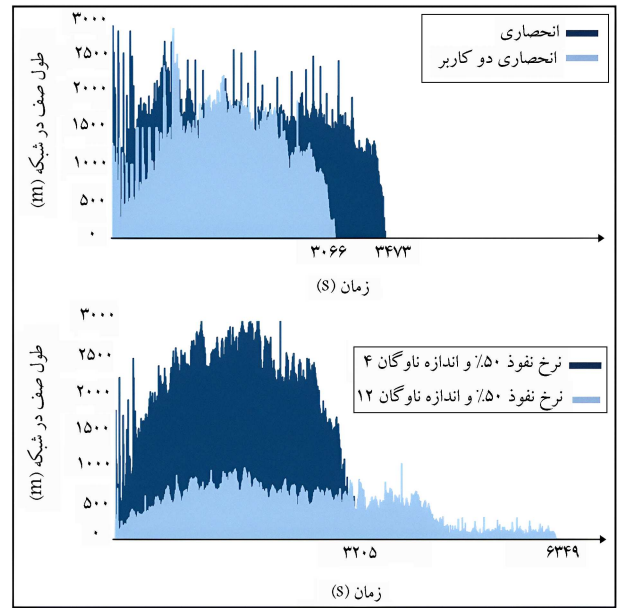 انحصاری
انحصاری دو کاربر
طول صف در شبکه (m)
۳۰۰۰
۲۵۰۰
۲۰۰۰
۱۵۰۰
۱۰۰۰
۵۰۰
۰
۳۰۶۶
۳۴۷۳
زمان (s)
نرخ نفوذ ۵۰٪ و اندازه ناوگان ۴
نرخ نفوذ ۵۰٪ و اندازه ناوگان ۱۲
طول صف در شبکه (m)
۳۰۰۰
۲۵۰۰
۲۰۰۰
۱۵۰۰
۱۰۰۰
۵۰۰
۰
۳۲۰۵
۶۳۴۹
زمان (s)